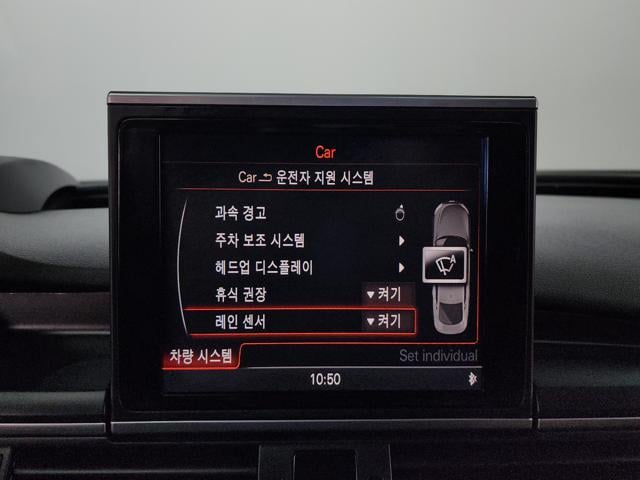 Car
Car 운전자 지원 시스템
과속 경고
주차 보조 시스템
헤드업 디스플레이
휴식 권장 ▼ 켜기
레인 센서 ▼ 켜기
A
차량 시스템 Set individual
10:50